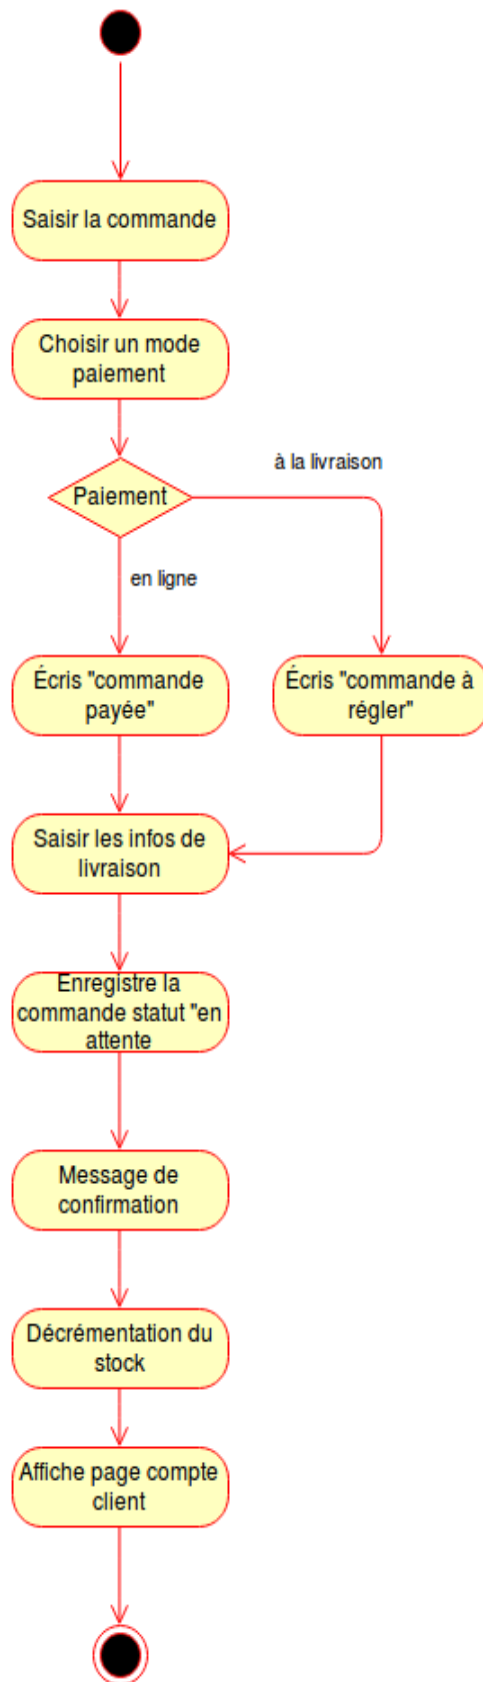 Saisir la commande
Choisir un mode
paiement
à la livraison
Paiement
en ligne
Écris "commande
payée"
Écris "commande à
régler"
Saisir les infos de
livraison
Enregistre la
commande statut "en
attente
Message de
confirmation
Décrémentation du
stock
Affiche page compte
client